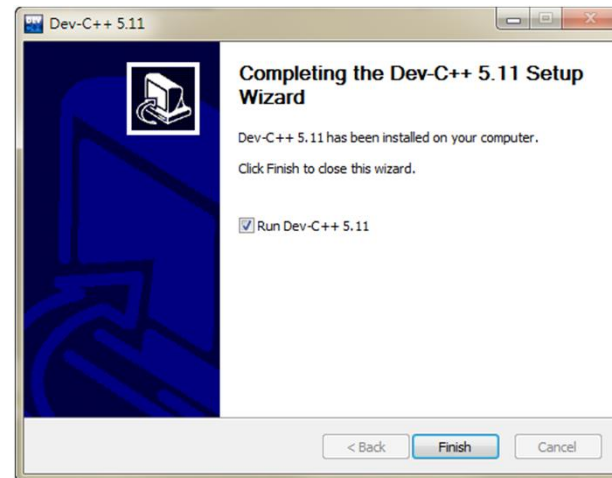 Dev-C++ 5.11
Completing the Dev-C++ 5.11 Setup
Wizard
Dev-C++ 5.11 has been installed on your computer.
Click Finish to close this wizard.
Run Dev-C++ 5.11
< Back
Finish
Cancel